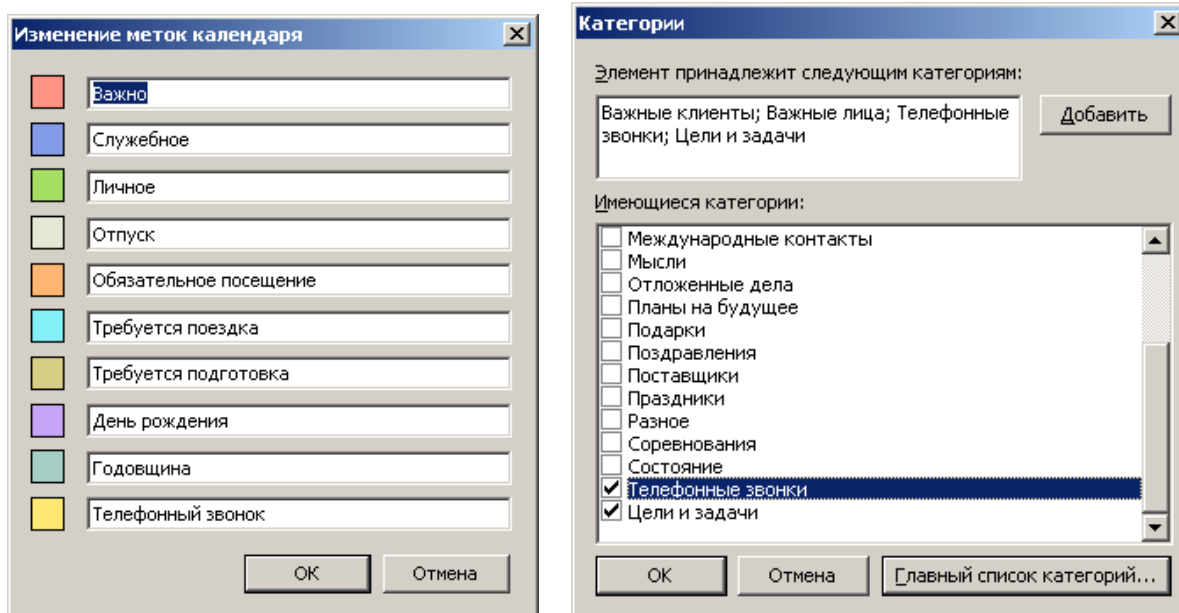 Изменение меток календаря
Важно
Служебное
Личное
Отпуск
Обязательное посещение
Требуется поездка
Требуется подготовка
День рождения
Годовщина
Телефонный звонок
ОК
Отмена
Категории
Элемент принадлежит следующим категориям:
Важные клиенты; Важные лица; Телефонные
звонки; Цели и задачи
Добавить
Имеющиеся категории:
Международные контакты
Мысли
Отложенные дела
Планы на будущее
Подарки
Поздравления
Поставщики
Праздники
Разное
Соревнования
Состояние
Телефонные звонки
Цели и задачи
ОК
Отмена
Главный список категорий...